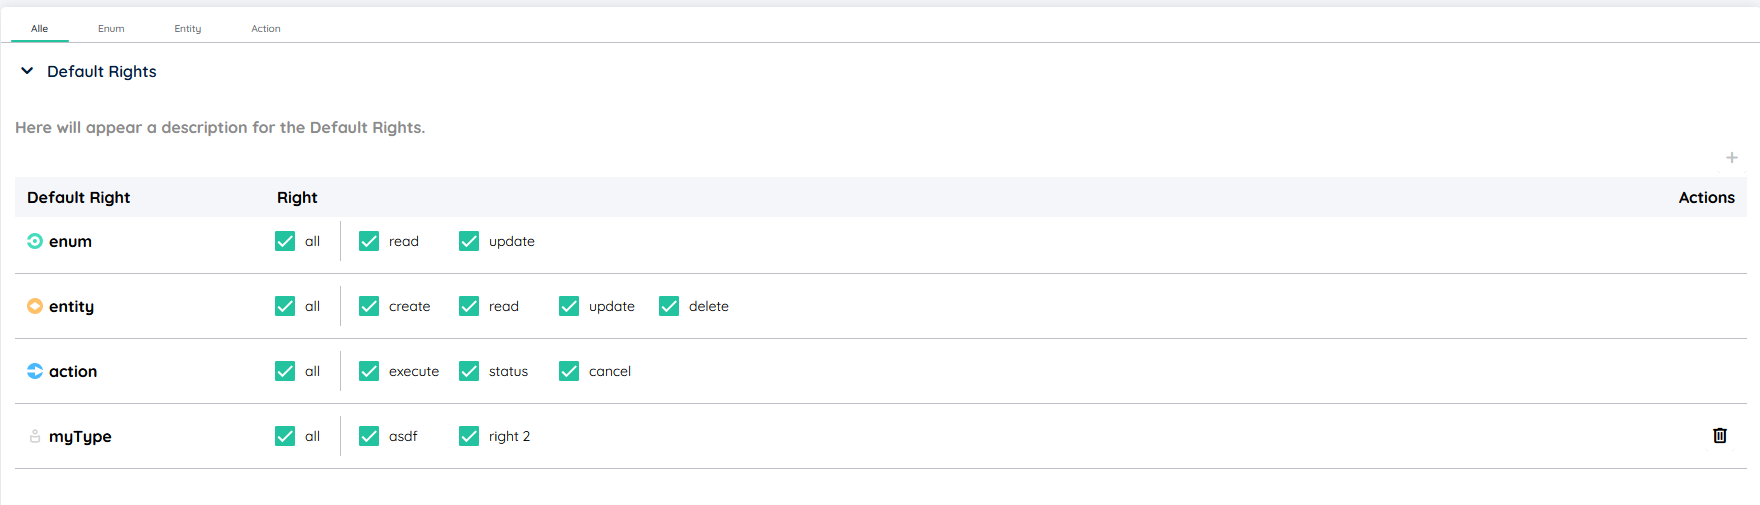 Alle Enum Entity Action
Default Rights
Here will appear a description for the Default Rights.
Default Right Right Actions
enum all read update
entity all create read update delete
action all execute status cancel
myType all asdf right 2